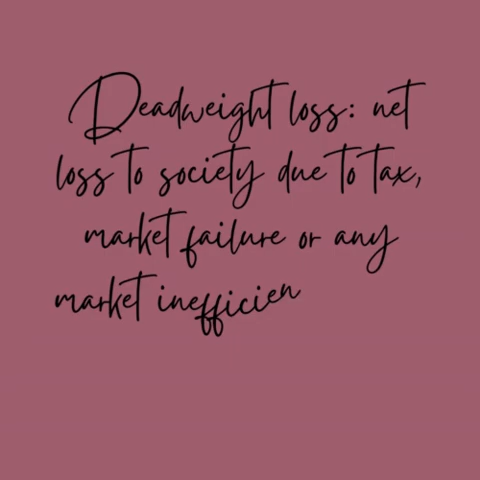 Deadweight loss: net
loss to society due to tax,
market failure or any
market inefficien